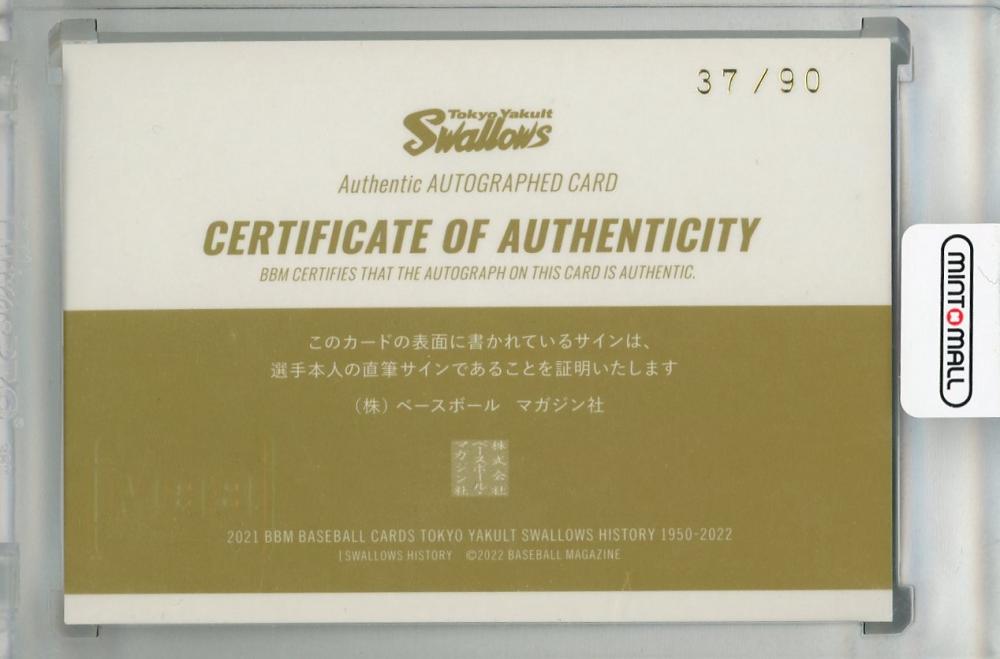 37/90
Tokyo Yakult
Swallows
Authentic AUTOGRAPHED CARD
CERTIFICATE OF AUTHENTICITY
BBM CERTIFIES THAT THE AUTOGRAPH ON THIS CARD IS AUTHENTIC.
このカードの表面に書かれているサインは、
選手本人の直筆サインであることを証明いたします
(株)ベースボール マガジン社
株式会社
ベースボール・
マガジン社
2021 BBM BASEBALL CARDS TOKYO YAKULT SWALLOWS HISTORY 1950-2022
| SWALLOWS HISTORY ©2022 BASEBALL MAGAZINE
MINT MALL